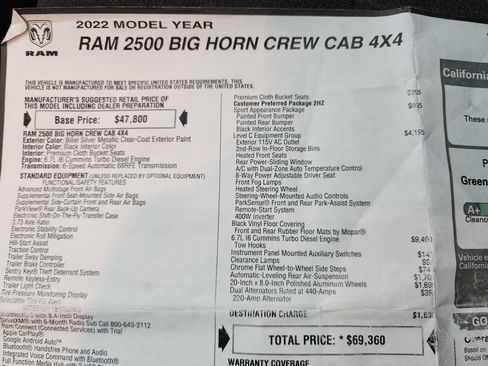 2022 MODEL YEAR
RAM 2500 BIG HORN CREW CAB 4X4
RAM
THIS VEHICLE IS MANUFACTURED TO MEET SPECIFIC UNITED STATES REQUIREMENTS. THIS
VEHICLE IS NOT MANUFACTURED FOR SALE OR REGISTRATION OUTSIDE OF THE UNITED STATES.
MANUFACTURER'S SUGGESTED RETAIL PRICE OF
THIS MODEL INCLUDING DEALER PREPARATION
Base Price: $47,800
RAM 2500 BIG HORN CREW CAB 4X4
Exterior Color: Billet Silver Metallic Clear-Coat Exterior Paint
Interior Color: Black Interior Color
Interior: Premium Cloth Bucket Seats
Engine: 6.7L I6 Cummins Turbo Diesel Engine
Transmission: 6-Speed Automatic 68RFE Transmission
STANDARD EQUIPMENT (UNLESS REPLACED BY OPTIONAL EQUIPMENT)
FUNCTIONAL/SAFETY FEATURES
Advanced Multistage Front Air Bags
Supplemental Front Seat-Mounted Side Air Bags
Supplemental Side-Curtain Front and Rear Air Bags
ParkView® Rear Back-Up Camera
Electronic Shift-On-The-Fly Transfer Case
3.73 Axle Ratio
Electronic Stability Control
Electronic Roll Mitigation
Hill-Start Assist
Traction Control
Trailer Sway Damping
Trailer Brake Controller
Sentry Key® Theft Deterrent System
Remote Keyless-Entry
Trailer Light Check
Tire Pressure Monitoring Display
Selectable Tire-Fill Alert
SiriusXM® with 6-Month Radio Sub Call 800-643-2112
Ram Connect (Connected Services) with Trial
Apple CarPlay®
Google Android Auto™
Bluetooth® Handsfree Phone and Audio
Integrated Voice Command with Bluetooth®
Premium Cloth Bucket Seats
Customer Preferred Package 2HZ
Sport Appearance Package
Painted Front Bumper
Painted Rear Bumper
Black Interior Accents
Level C Equipment Group $4,195
Exterior 115V AC Outlet
2nd-Row In-Floor Storage Bins
Heated Front Seats
Rear Power-Sliding Window
A/C with Dual-Zone Auto Temperature Control
8-Way Power Adjustable Driver Seat
Front Fog Lamps
Heated Steering Wheel
Steering-Wheel-Mounted Audio Controls
ParkSense® Front and Rear Park-Assist System
Remote-Start System
400W Inverter
Black Vinyl Floor Covering
Front and Rear Rubber Floor Mats by Mopar®
6.7L I6 Cummins Turbo Diesel Engine
Tow Hooks
Instrument Panel Mounted Auxiliary Switches
Clearance Lamps
Chrome Flat Wheel-to-Wheel Side Steps
Automatic-Leveling Rear Air-Suspension
20-Inch x 8.0-Inch Polished Aluminum Wheels
Dual Alternators Rated at 440-Amps
220-Amp Alternator
DESTINATION CHARGE
TOTAL PRICE: * $69,360
WARRANTY COVERAGE
California
These
Green
A+